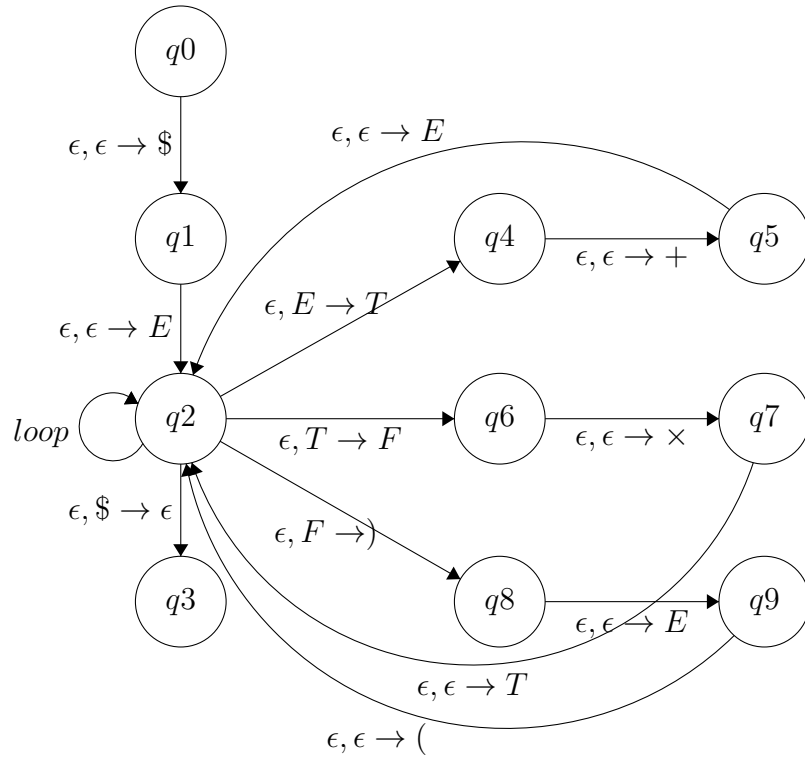 q0
ϵ, ϵ → $
ϵ, ϵ → E
q1
q4
q5
ϵ, ϵ → +
ϵ, E → T
ϵ, ϵ → E
q2
q6
q7
loop
ϵ, T → F
ϵ, ϵ → ×
ϵ, $ → ϵ
ϵ, F →)
q3
q8
q9
ϵ, ϵ → E
ϵ, ϵ → T
ϵ, ϵ → (